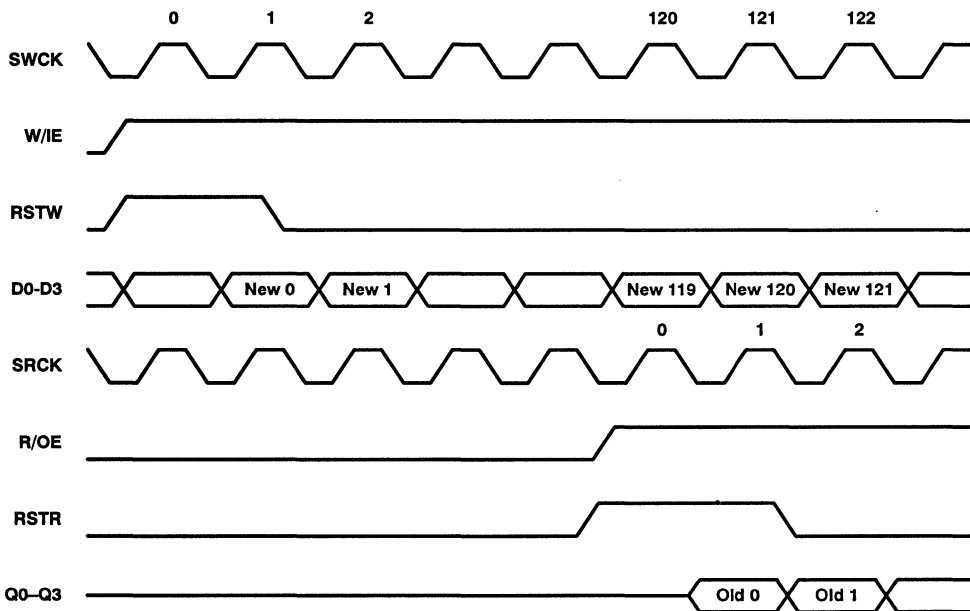 0 1 2 120 121 122
SWCK
W/IE
RSTW
D0-D3 New 0 New 1 New 119 New 120 New 121
0 1 2
SRCK
R/OE
RSTR
Q0–Q3 Old 0 Old 1